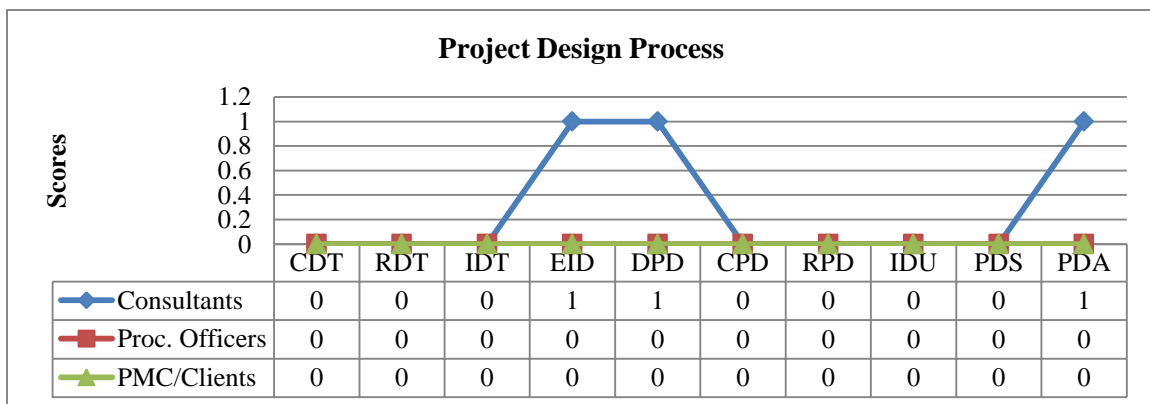 Project Design Process
Scores
1.2
1
0.8
0.6
0.4
0.2
0
CDT RDT IDT EID DPD CPD RPD IDU PDS PDA
Consultants 0 0 0 1 1 0 0 0 0 1
Proc. Officers 0 0 0 0 0 0 0 0 0 0
PMC/Clients 0 0 0 0 0 0 0 0 0 0